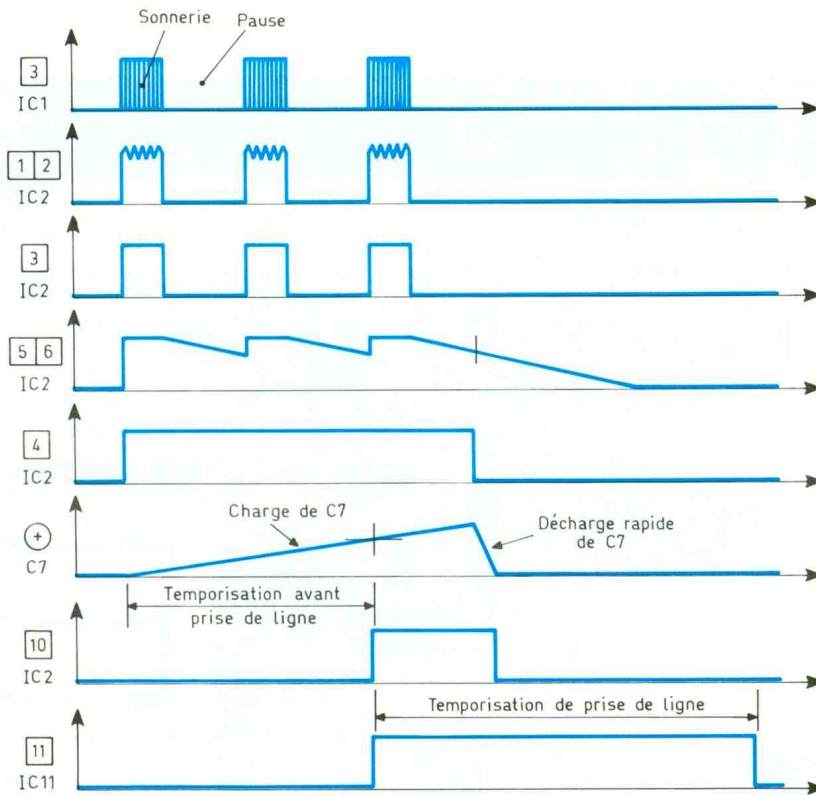 Sonnerie
Pause
3
IC1
1 2
IC2
3
IC2
5 6
IC2
4
IC2
+
C7
Charge de C7
Décharge rapide
de C7
Temporisation avant
prise de ligne
10
IC2
Temporisation de prise de ligne
11
IC11